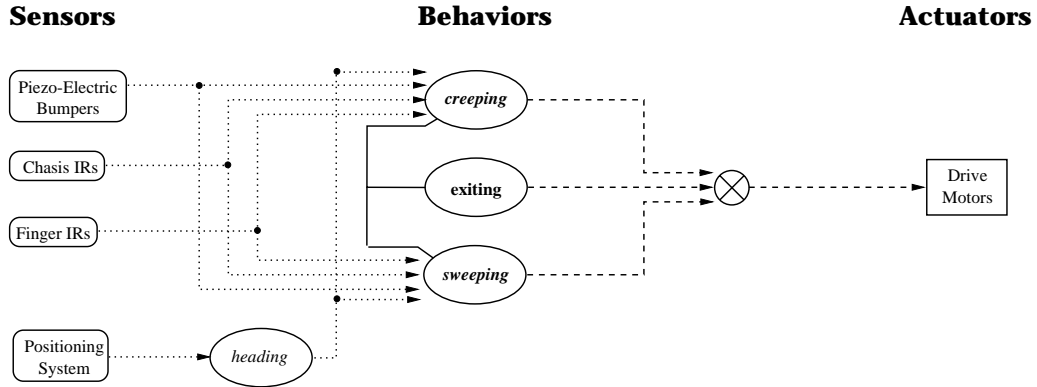 Sensors
Behaviors
Actuators
Piezo-Electric
Bumpers
creeping
Chasis IRs
exiting
Drive
Motors
Finger IRs
sweeping
Positioning
System
heading